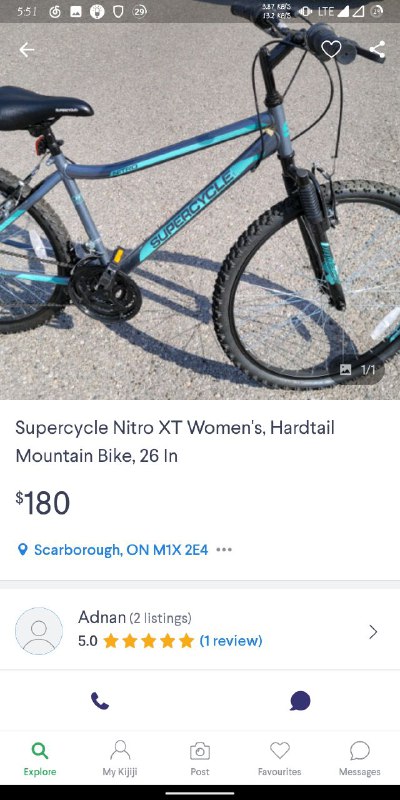 5:51
29
3.87 KB/S
13.2 KB/S
LTE
SUPERCYCLE
NITRO
SUPERCYCLE
1/1
Supercycle Nitro XT Women's, Hardtail
Mountain Bike, 26 In
$180
Scarborough, ON M1X 2E4
Adnan (2 listings)
5.0 (1 review)
Explore
My Kijiji
Post
Favourites
Messages